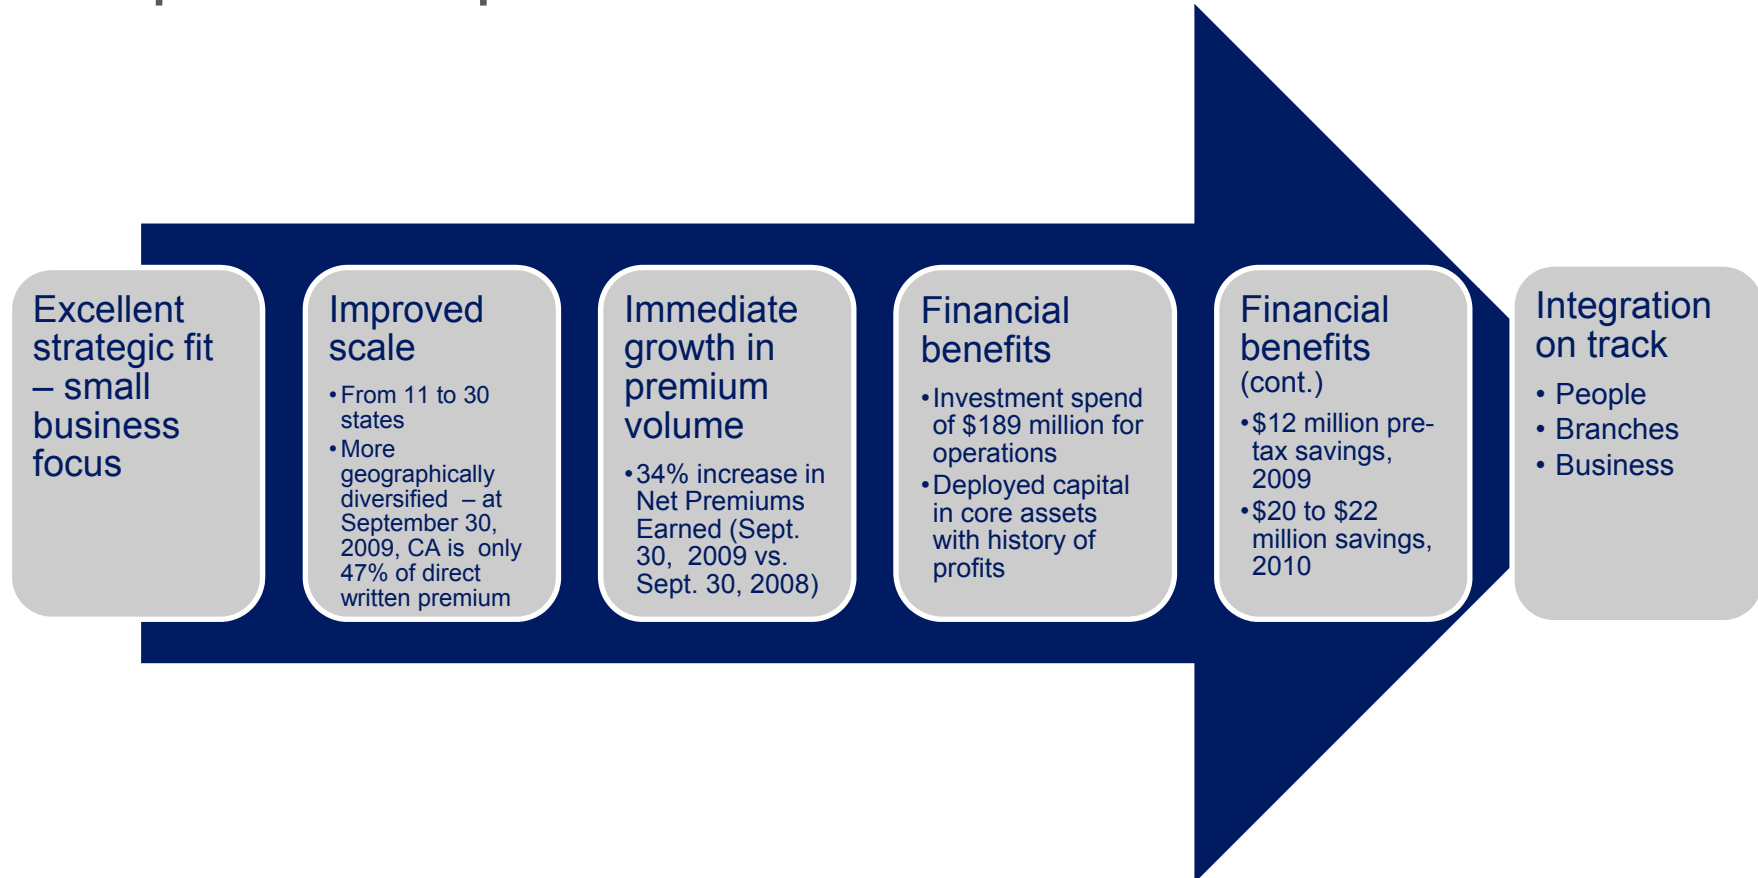 Excellent
strategic fit
– small
business
focus
Improved
scale
•From 11 to 30
states
•More
geographically
diversified – at
September 30,
2009, CA is only
47% of direct
written premium
Immediate
growth in
premium
volume
•34% increase in
Net Premiums
Earned (Sept.
30, 2009 vs.
Sept. 30, 2008)
Financial
benefits
•Investment spend
of $189 million for
operations
•Deployed capital
in core assets
with history of
profits
Financial
benefits
(cont.)
•$12 million pre-
tax savings,
2009
•$20 to $22
million savings,
2010
Integration
on track
• People
• Branches
• Business